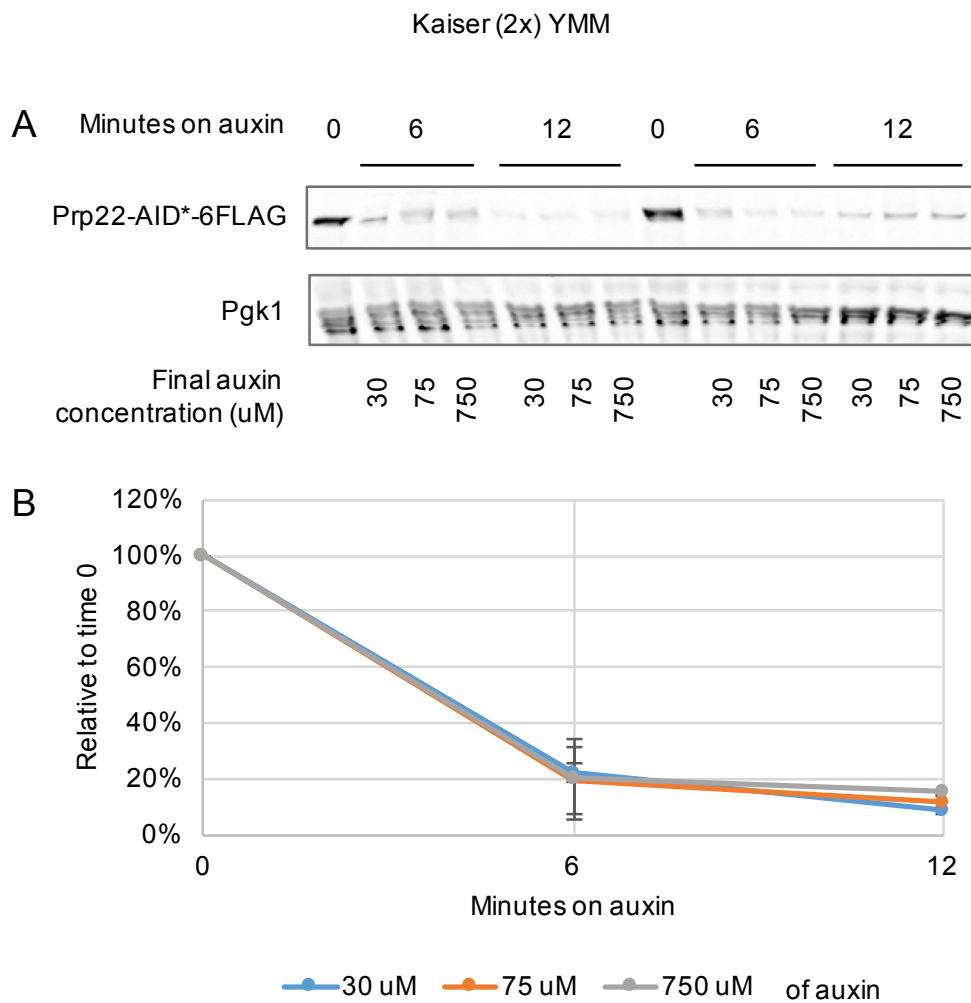 Kaiser (2x) YMM
A
Minutes on auxin 0 6 12 0 6 12
Prp22-AID*-6FLAG
Pgk1
Final auxin
concentration (uM)
30 75 750 30 75 750 30 75 750 30 75 750
B
120%
100%
80%
60%
40%
20%
0%
Relative to time 0
0 6 12
Minutes on auxin
30 uM 75 uM 750 uM of auxin